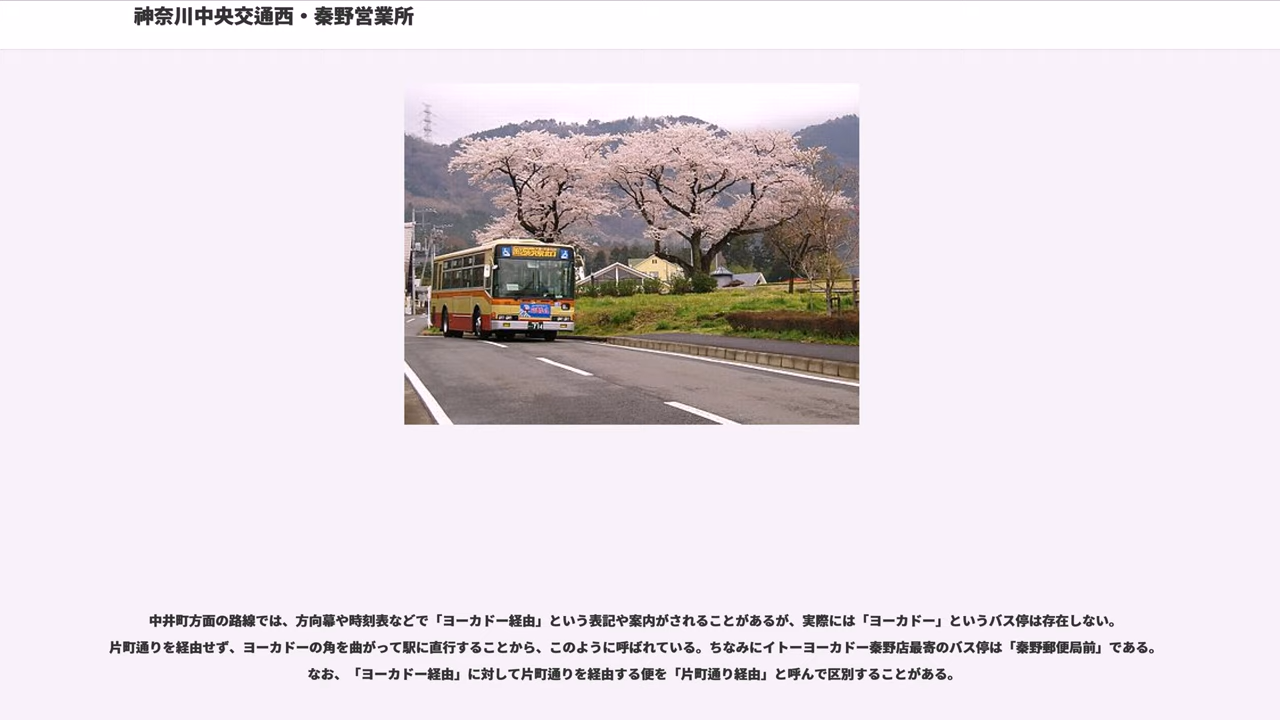 神奈川中央交通西・秦野営業所
中井町方面の路線では、方向幕や時刻表などで「ヨーカドー経由」という表記や案内がされることがあるが、実際には「ヨーカドー」というバス停は存在しない。
片町通りを経由せず、ヨーカドーの角を曲がって駅に直行することから、このように呼ばれている。ちなみにイトーヨーカドー秦野店最寄のバス停は「秦野郵便局前」である。
なお、「ヨーカドー経由」に対して片町通りを経由する便を「片町通り経由」と呼んで区別することがある。